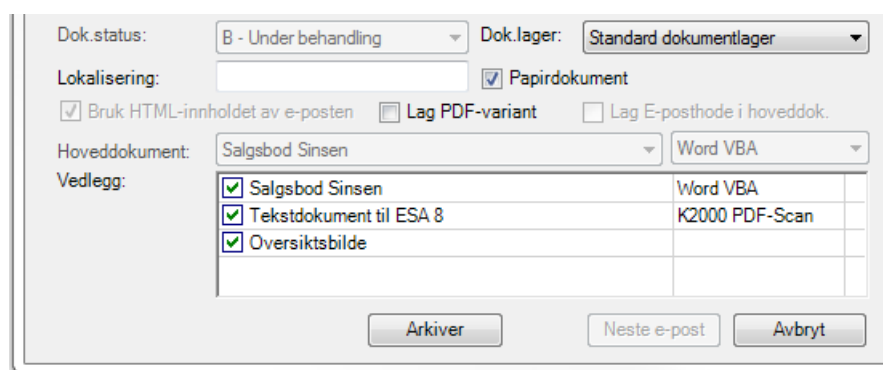 Dok.status: B - Under behandling Dok.lager: Standard dokumentlager
Lokalisering: Papirdokument
Bruk HTML-innholdet av e-posten Lag PDF-variant Lag E-posthode i hoveddok.
Hoveddokument: Salgsbod Sinsen Word VBA
Vedlegg: Salgsbod Sinsen Word VBA
Tekstdokument til ESA 8 K2000 PDF-Scan
Oversiktsbilde
Arkiver Neste e-post Avbryt